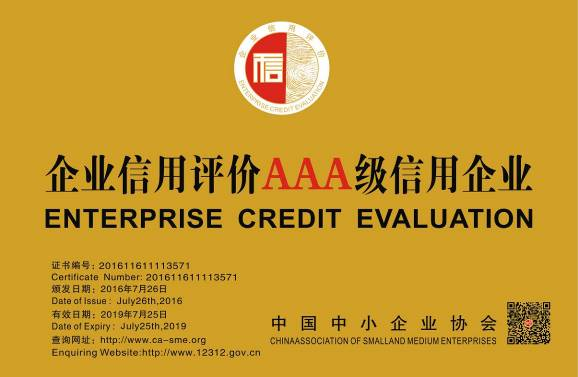 企业信用评价
信
ENTERPRISE CREDIT EVALUATION
企业信用评价AAA级信用企业
ENTERPRISE CREDIT EVALUATION
证书编号：201611611113571
Certificate Number: 201611611113571
颁发日期：2016年7月26日
Date of Issue : July26th,2016
有效日期：2019年7月25日
Date of Expiry : July25th,2019
查询网址：http://www.ca-sme.org
Enquiring Website:http://www.12312.gov.cn
中国中小企业协会
CHINAASSOCIATION OF SMALLAND MEDIUM ENTERPRISES